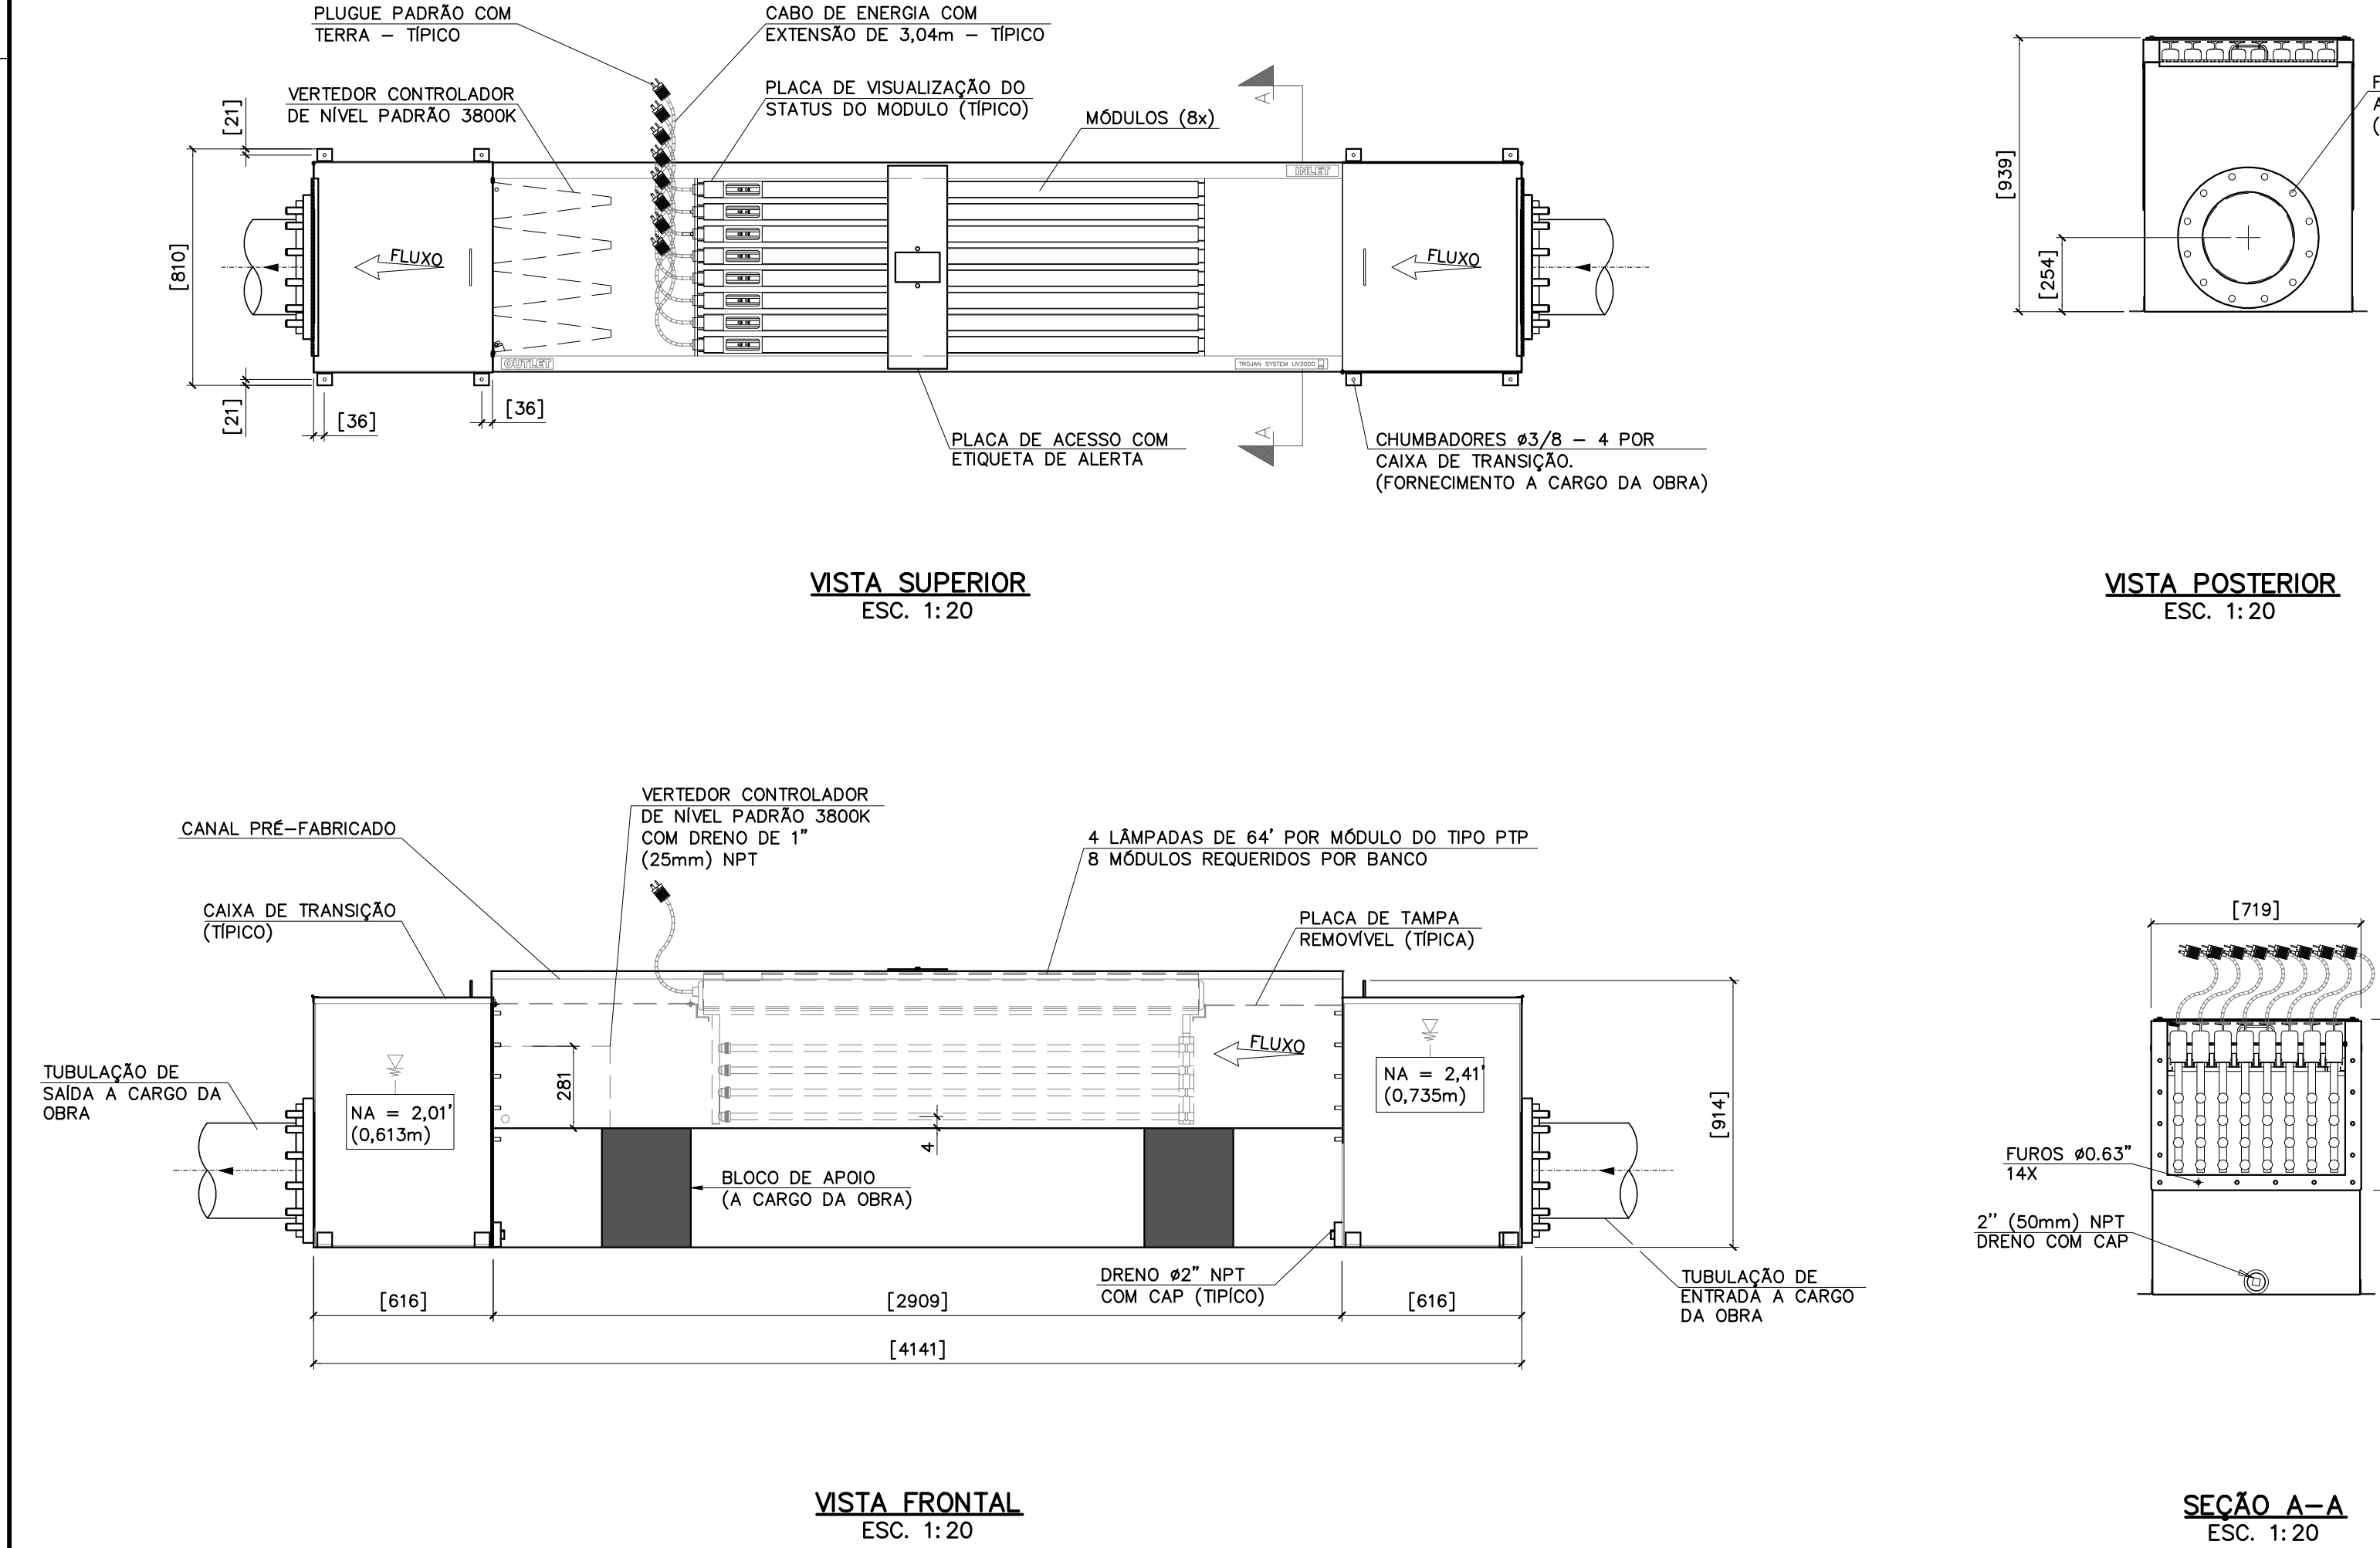 PLUGUE PADRÃO COM
TERRA – TÍPICO
CABO DE ENERGIA COM
EXTENSÃO DE 3,04m – TÍPICO
VERTEDOR CONTROLADOR
DE NÍVEL PADRÃO 3800K
PLACA DE VISUALIZAÇÃO DO
STATUS DO MODULO (TÍPICO)
MÓDULOS (8x)
A
[21]
[810]
[21]
[36]
[36]
FLUXO
FLUXO
INLET
OUTLET
TROJAN SYSTEM UV3000
A
PLACA DE ACESSO COM
ETIQUETA DE ALERTA
CHUMBADORES ø3/8 – 4 POR
CAIXA DE TRANSIÇÃO.
(FORNECIMENTO A CARGO DA OBRA)
VISTA SUPERIOR
ESC. 1:20
[939]
[254]
F
A
(
VISTA POSTERIOR
ESC. 1:20
VERTEDOR CONTROLADOR
DE NÍVEL PADRÃO 3800K
COM DRENO DE 1”
(25mm) NPT
CANAL PRÉ–FABRICADO
4 LÂMPADAS DE 64' POR MÓDULO DO TIPO PTP
8 MÓDULOS REQUERIDOS POR BANCO
CAIXA DE TRANSIÇÃO
(TÍPICO)
PLACA DE TAMPA
REMOVÍVEL (TÍPICA)
TUBULAÇÃO DE
SAÍDA A CARGO DA
OBRA
NA = 2,01'
(0,613m)
281
4
FLUXO
NA = 2,41'
(0,735m)
[914]
BLOCO DE APOIO
(A CARGO DA OBRA)
DRENO ø2” NPT
COM CAP (TIPÍCO)
TUBULAÇÃO DE
ENTRADA A CARGO
DA OBRA
[616]
[2909]
[616]
[4141]
VISTA FRONTAL
ESC. 1:20
[719]
FUROS ø0.63”
14X
2'' (50mm) NPT
DRENO COM CAP
SEÇÃO A–A
ESC. 1:20